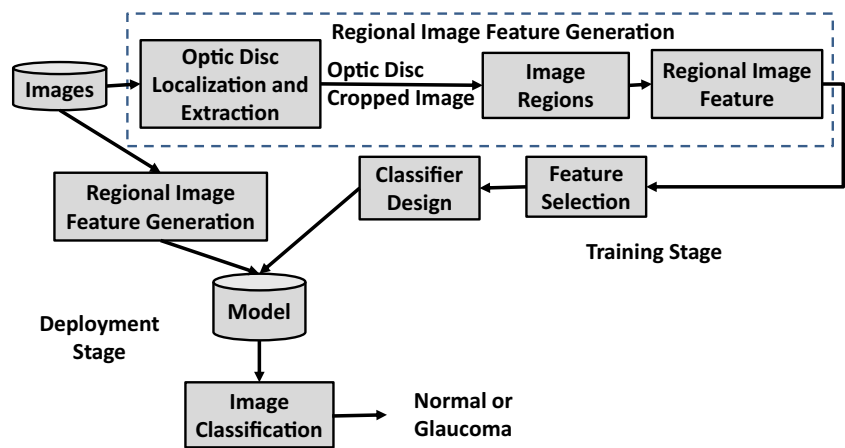 Regional Image Feature Generation
Images
Optic Disc
Localization and
Extraction
Optic Disc
Cropped Image
Image
Regions
Regional Image
Feature
Regional Image
Feature Generation
Classifier
Design
Feature
Selection
Training Stage
Model
Deployment
Stage
Image
Classification
Normal or
Glaucoma